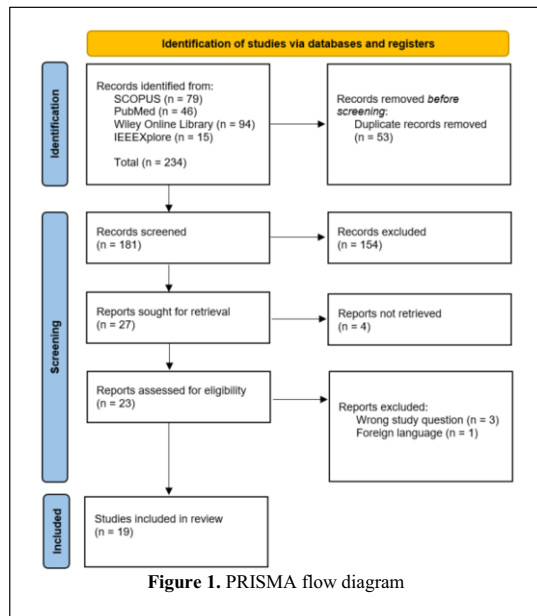 Identification of studies via databases and registers
Identification
Records identified from:
SCOPUS (n = 79)
PubMed (n = 46)
Wiley Online Library (n = 94)
IEEEXplore (n = 15)
Total (n = 234)
Records removed before
screening:
Duplicate records removed
(n = 53)
Screening
Records screened
(n = 181)
Records excluded
(n = 154)
Reports sought for retrieval
(n = 27)
Reports not retrieved
(n = 4)
Reports assessed for eligibility
(n = 23)
Reports excluded:
Wrong study question (n = 3)
Foreign language (n = 1)
Included
Studies included in review
(n = 19)
Figure 1. PRISMA flow diagram